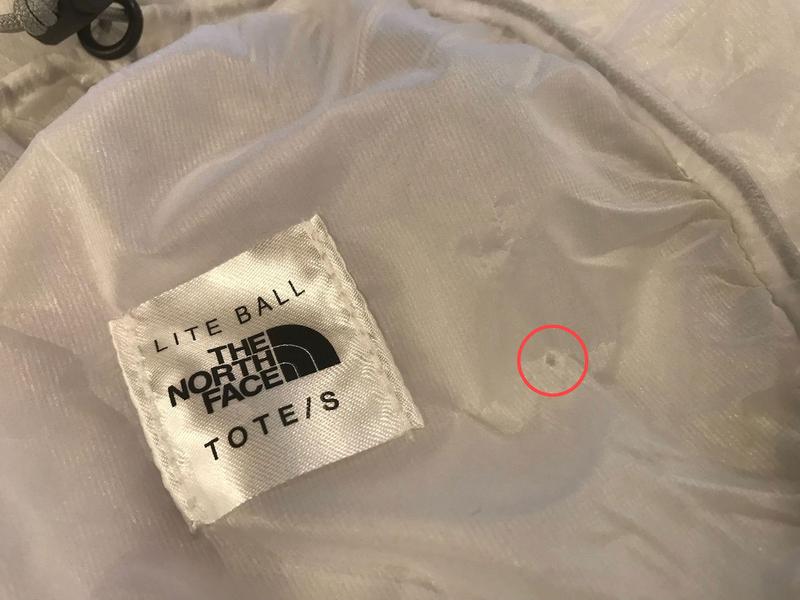 LITE BALL
THE
NORTH
FACE
TOTE/S